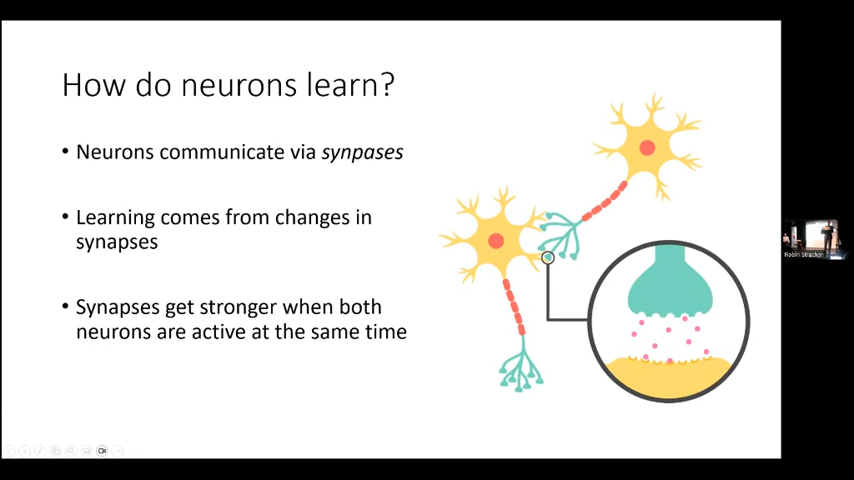 How do neurons learn?
• Neurons communicate via synpases
• Learning comes from changes in
synapses
• Synapses get stronger when both
neurons are active at the same time
Robin Strachan